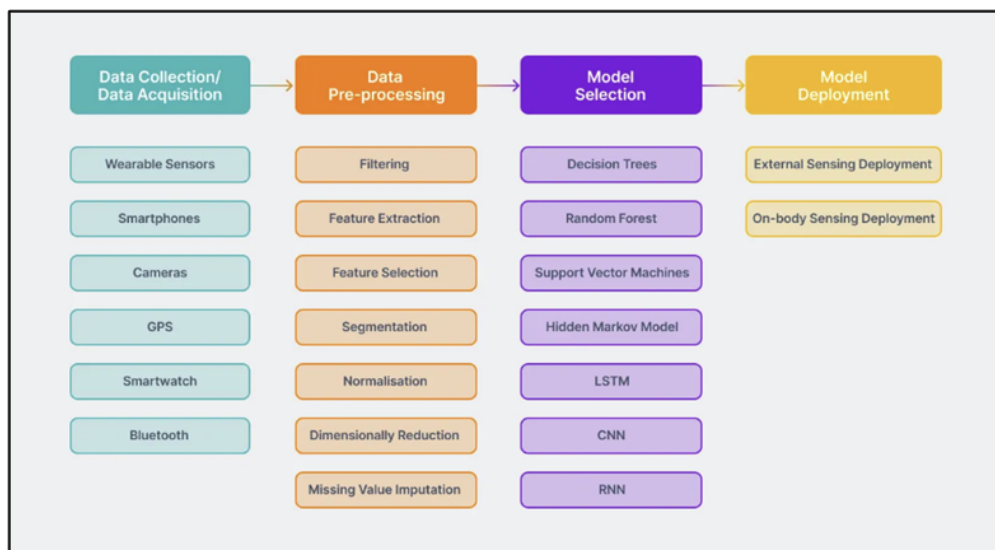 Data Collection/
Data Acquisition
Data
Pre-processing
Model
Selection
Model
Deployment
Wearable Sensors
Filtering
Decision Trees
External Sensing Deployment
Smartphones
Feature Extraction
Random Forest
On-body Sensing Deployment
Cameras
Feature Selection
Support Vector Machines
GPS
Segmentation
Hidden Markov Model
Smartwatch
Normalisation
LSTM
Bluetooth
Dimensionally Reduction
CNN
Missing Value Imputation
RNN